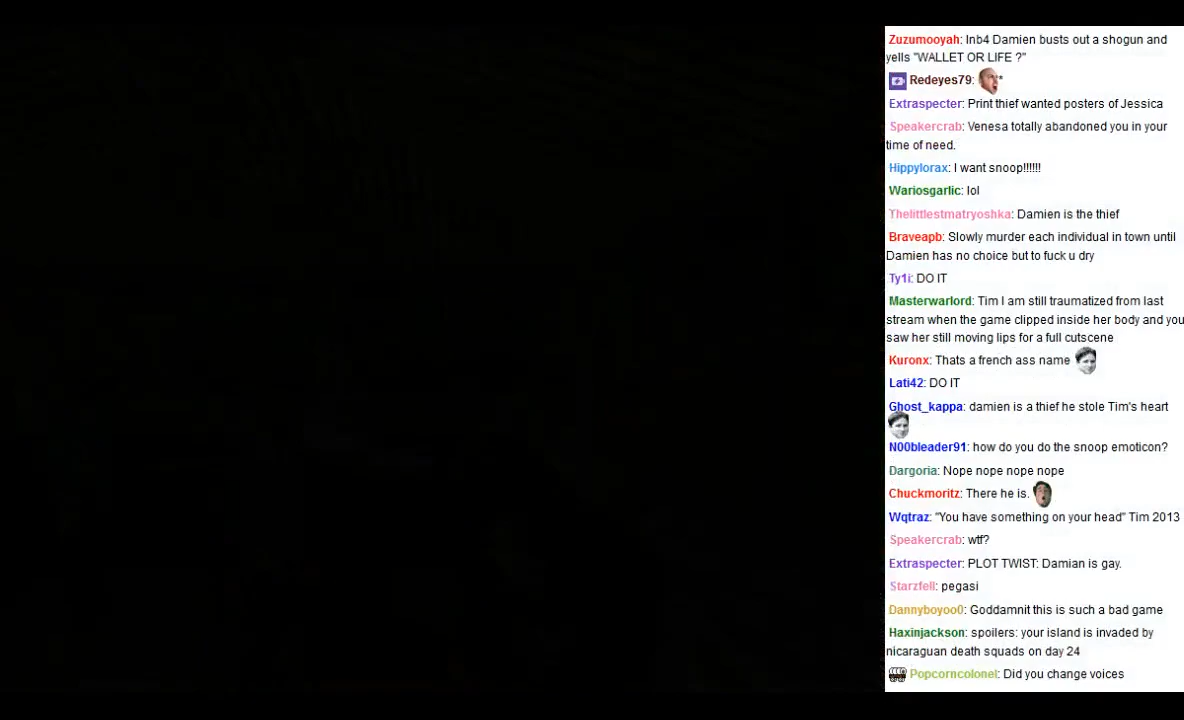 Zuzumooyah: Inb4 Damien busts out a shogun and
yells "WALLET OR LIFE ?"
Redeyes79: *
Extraspecter: Print thief wanted posters of Jessica
Speakercrab: Venesa totally abandoned you in your
time of need.
Hippylorax: I want snoop!!!!!!
Wariosgarlic: lol
Thelittlestmatryoshka: Damien is the thief
Braveapb: Slowly murder each individual in town until
Damien has no choice but to fuck u dry
Ty1i: DO IT
Masterwarlord: Tim I am still traumatized from last
stream when the game clipped inside her body and you
saw her still moving lips for a full cutscene
Kuronx: Thats a french ass name
Lati42: DO IT
Ghost_kappa: damien is a thief he stole Tim's heart
N00bleader91: how do you do the snoop emoticon?
Dargoria: Nope nope nope nope
Chuckmoritz: There he is.
Wqtraz: "You have something on your head" Tim 2013
Speakercrab: wtf?
Extraspecter: PLOT TWIST: Damian is gay.
Starzfell: pegasi
Dannyboyoo0: Goddamnit this is such a bad game
Haxinjackson: spoilers: your island is invaded by
nicaraguan death squads on day 24
Popcorncolonel: Did you change voices